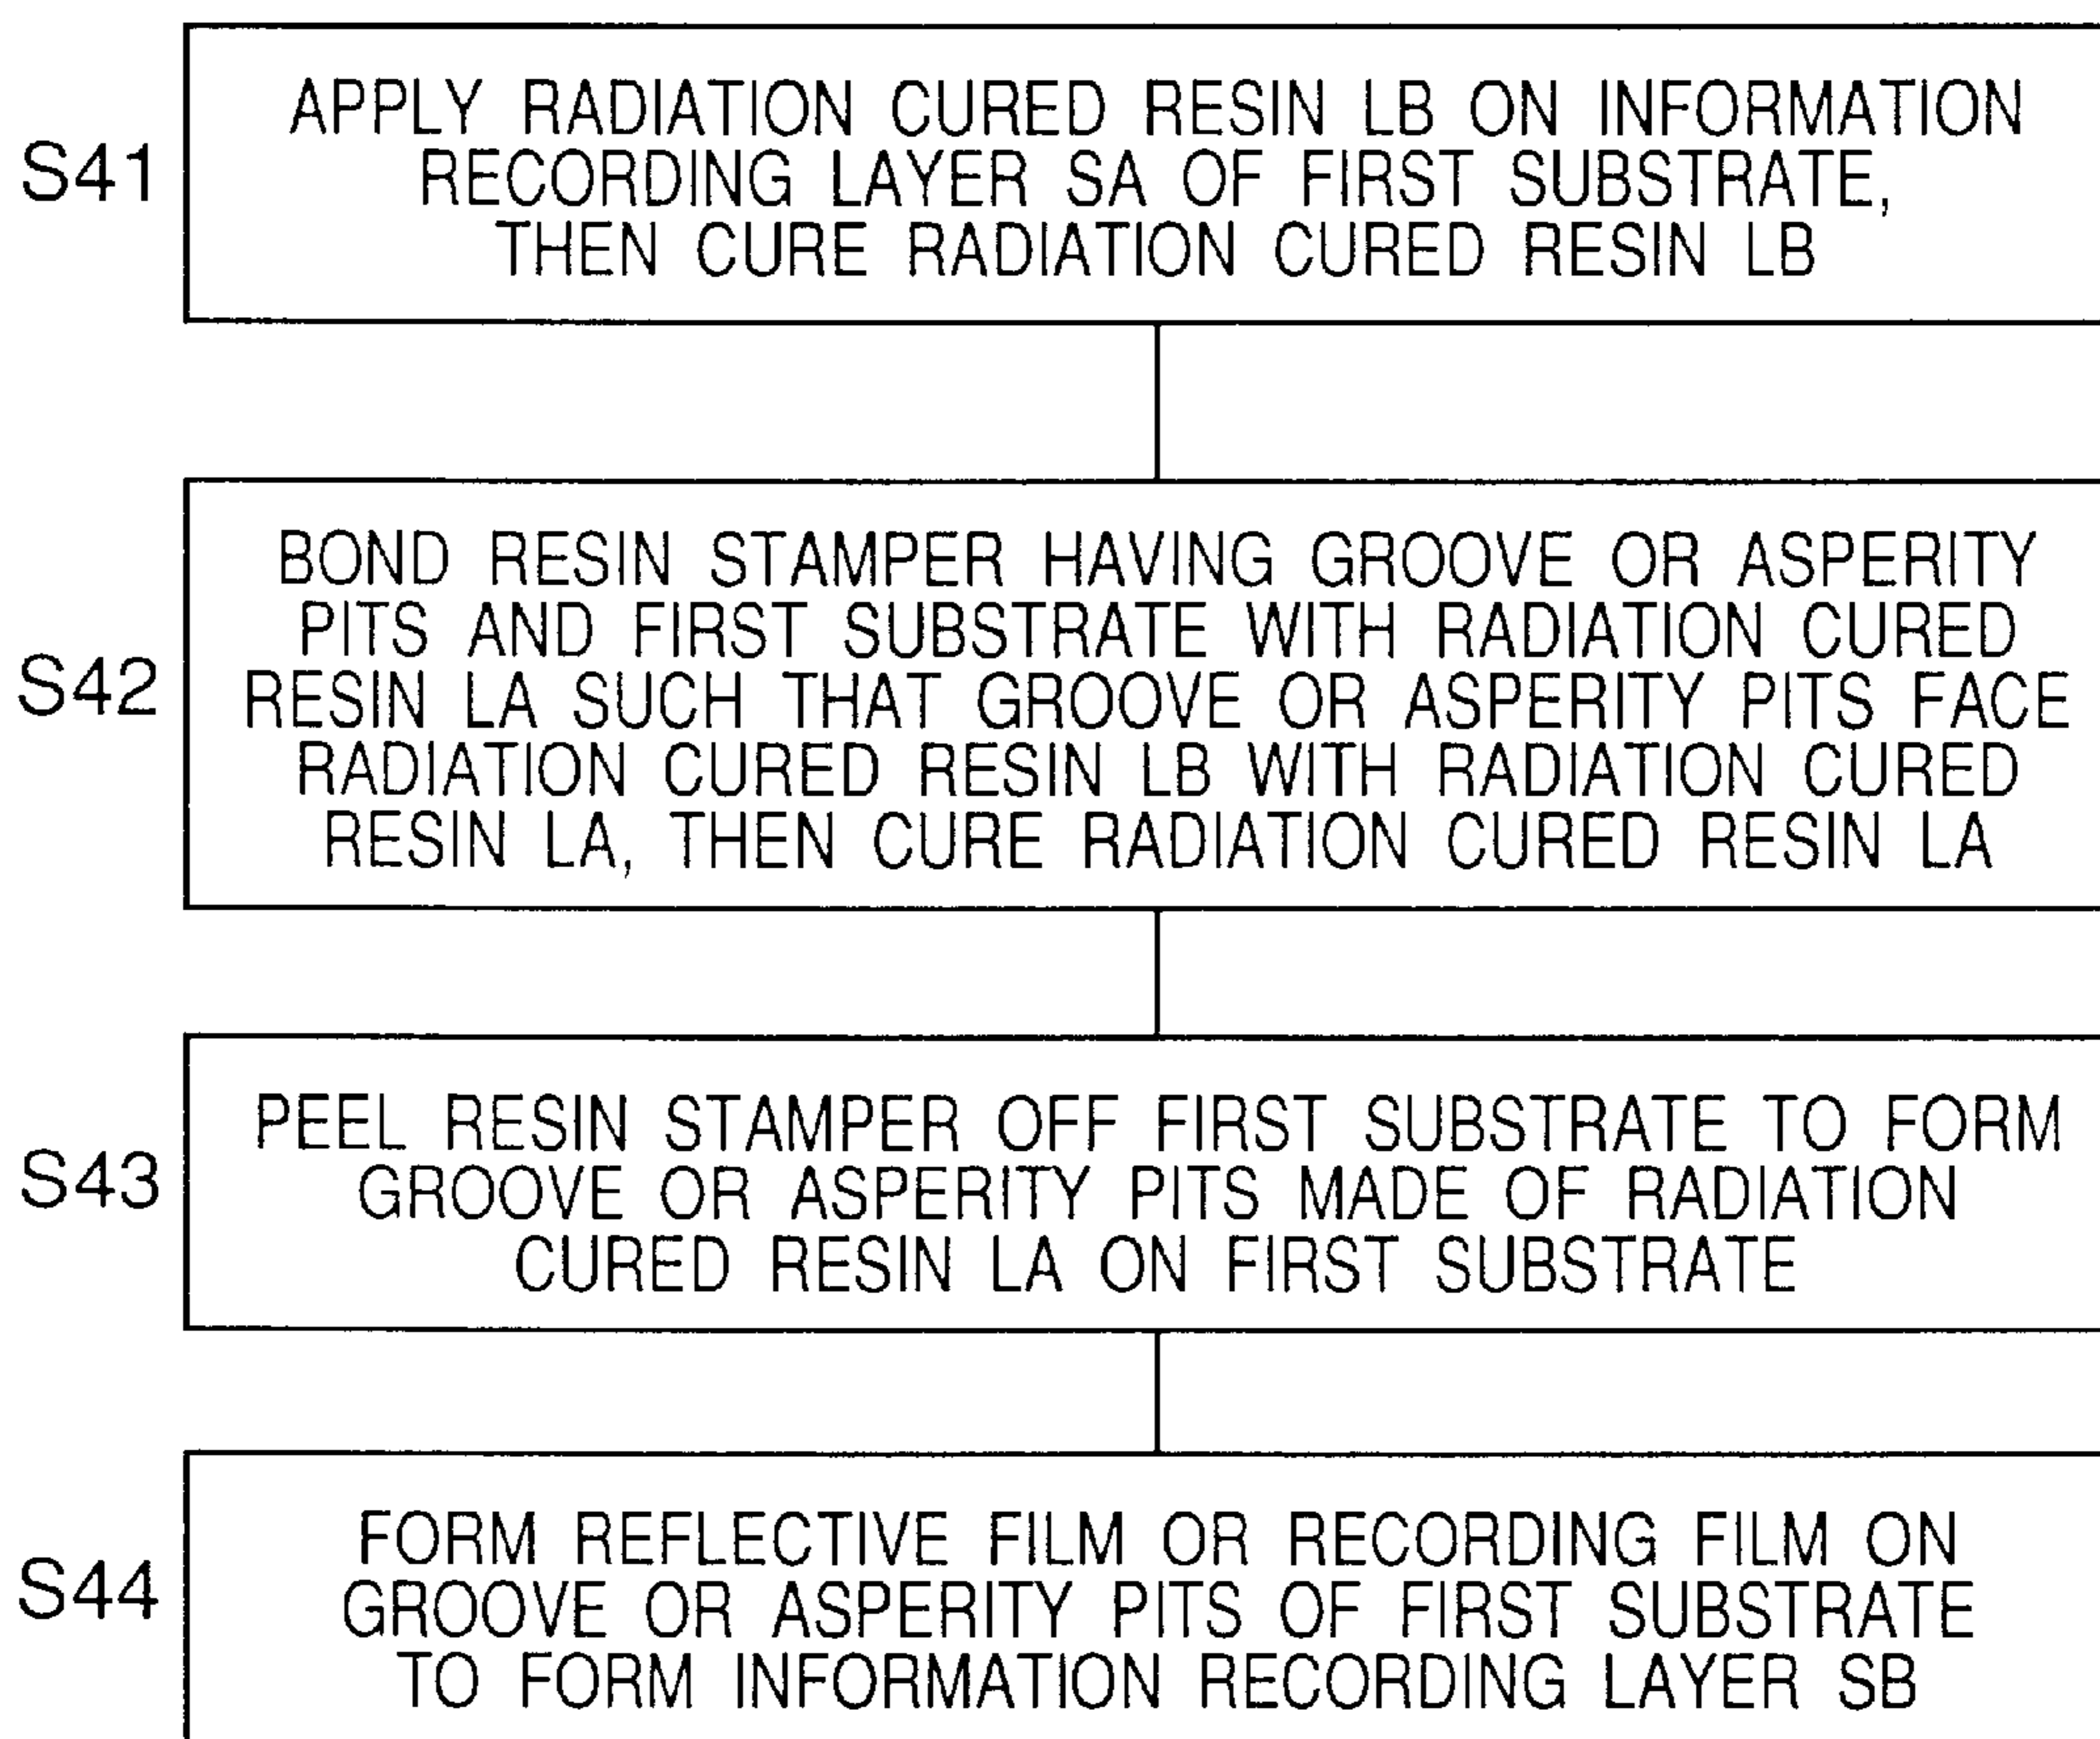 S41
APPLY RADIATION CURED RESIN LB ON INFORMATION
RECORDING LAYER SA OF FIRST SUBSTRATE,
THEN CURE RADIATION CURED RESIN LB
S42
BOND RESIN STAMPER HAVING GROOVE OR ASPERITY
PITS AND FIRST SUBSTRATE WITH RADIATION CURED
RESIN LA SUCH THAT GROOVE OR ASPERITY PITS FACE
RADIATION CURED RESIN LB WITH RADIATION CURED
RESIN LA, THEN CURE RADIATION CURED RESIN LA
S43
PEEL RESIN STAMPER OFF FIRST SUBSTRATE TO FORM
GROOVE OR ASPERITY PITS MADE OF RADIATION
CURED RESIN LA ON FIRST SUBSTRATE
S44
FORM REFLECTIVE FILM OR RECORDING FILM ON
GROOVE OR ASPERITY PITS OF FIRST SUBSTRATE
TO FORM INFORMATION RECORDING LAYER SB